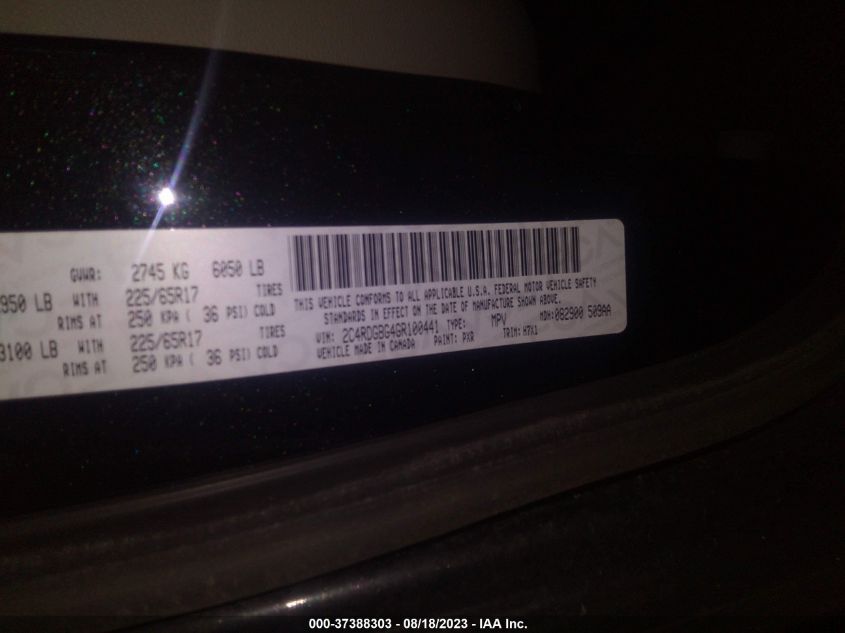 GVWR: 2745 KG 6050 LB
950 LB WITH 225/65R17 TIRES
RIMS AT 250 KPA ( 36 PSI) COLD
3100 LB WITH 225/65R17 TIRES
RIMS AT 250 KPA ( 36 PSI) COLD
THIS VEHICLE CONFORMS TO ALL APPLICABLE U.S.A. FEDERAL MOTOR VEHICLE SAFETY
STANDARDS IN EFFECT ON THE DATE OF MANUFACTURE SHOWN ABOVE.
VIN: 2C4RDGBG4GR100441 TYPE: MPV MDH: 082900 509AA
VEHICLE MADE IN CANADA PAINT: PXR TRIM: H7X1
000-37388303 - 08/18/2023 - IAA Inc.